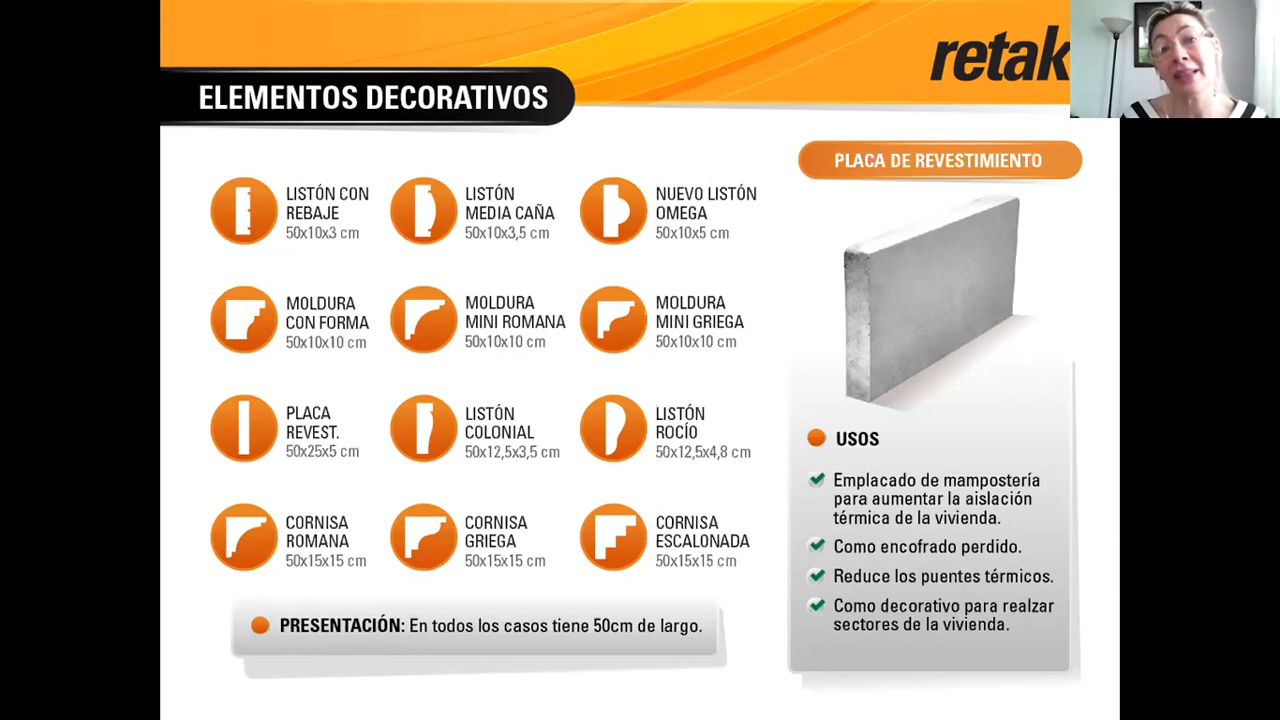 retak
ELEMENTOS DECORATIVOS
LISTÓN CON
REBAJE
50x10x3 cm
LISTÓN
MEDIA CAÑA
50x10x3,5 cm
NUEVO LISTÓN
OMEGA
50x10x5 cm
MOLDURA
CON FORMA
50x10x10 cm
MOLDURA
MINI ROMANA
50x10x10 cm
MOLDURA
MINI GRIEGA
50x10x10 cm
PLACA
REVEST.
50x25x5 cm
LISTÓN
COLONIAL
50x12,5x3,5 cm
LISTÓN
ROCÍO
50x12,5x4,8 cm
CORNISA
ROMANA
50x15x15 cm
CORNISA
GRIEGA
50x15x15 cm
CORNISA
ESCALONADA
50x15x15 cm
PRESENTACIÓN: En todos los casos tiene 50cm de largo.
PLACA DE REVESTIMIENTO
USOS
Emplacado de mampostería
para aumentar la aislación
térmica de la vivienda.
Como encofrado perdido.
Reduce los puentes térmicos.
Como decorativo para realzar
sectores de la vivienda.